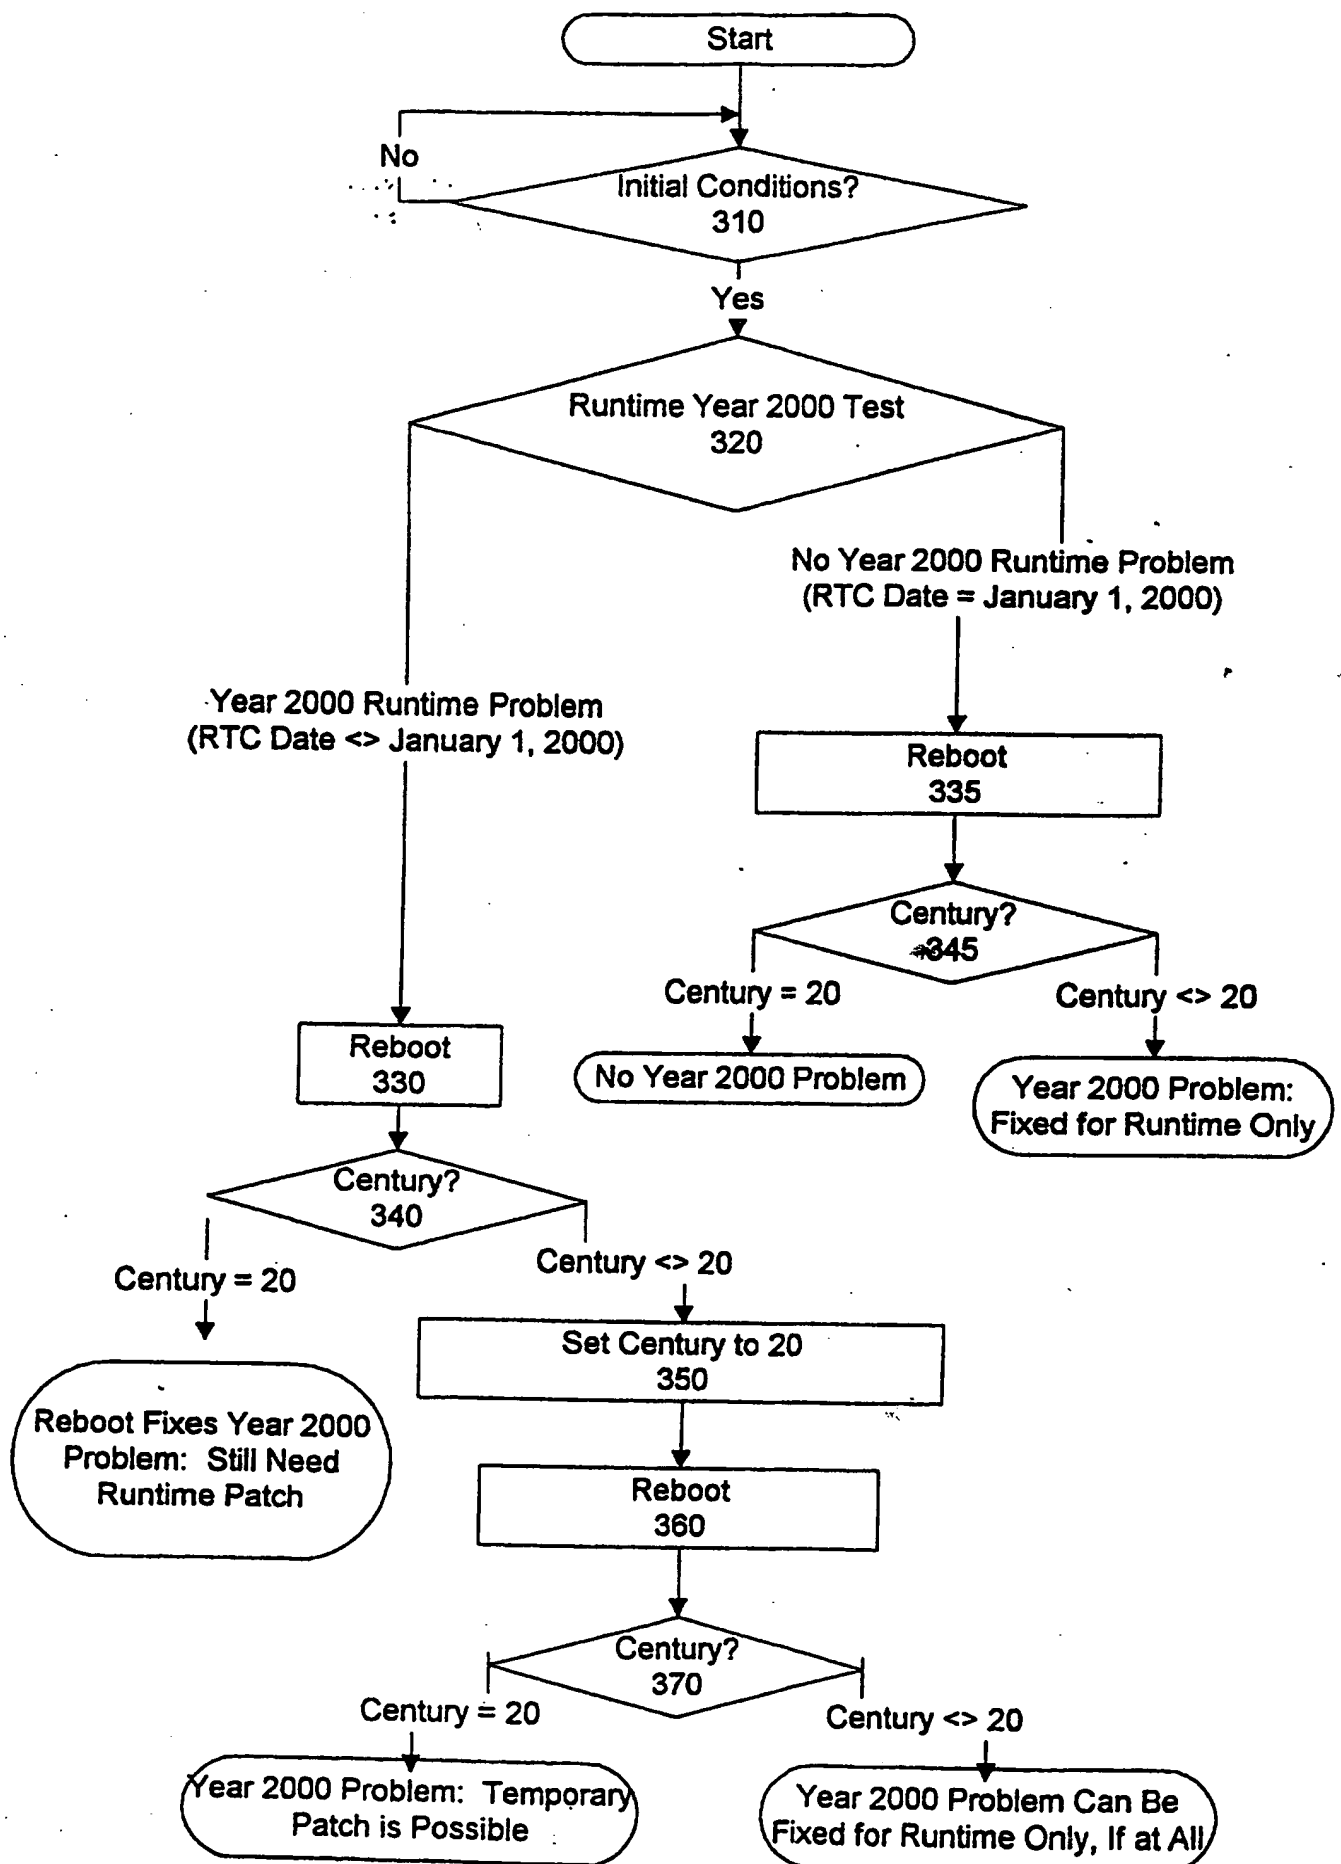 Start
No
Initial Conditions?
310
Yes
Runtime Year 2000 Test
320
No Year 2000 Runtime Problem
(RTC Date = January 1, 2000)
Year 2000 Runtime Problem
(RTC Date <> January 1, 2000)
Reboot
335
Century?
345
Century = 20
Century <> 20
No Year 2000 Problem
Year 2000 Problem:
Fixed for Runtime Only
Reboot
330
Century?
340
Century = 20
Century <> 20
Set Century to 20
350
Reboot Fixes Year 2000
Problem: Still Need
Runtime Patch
Reboot
360
Century?
370
Century = 20
Century <> 20
Year 2000 Problem: Temporary
Patch is Possible
Year 2000 Problem Can Be
Fixed for Runtime Only, If at All